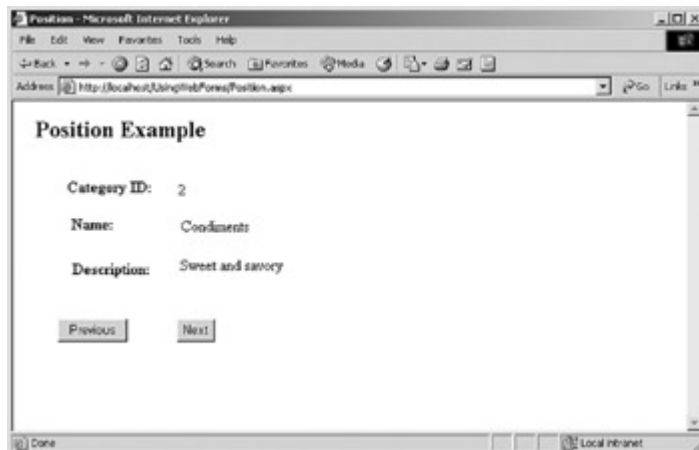 Position - Microsoft Internet Explorer
File Edit View Favorites Tools Help
Back Search Favorites Media
Address http://localhost/UsingWebForms/Position.aspx Go Links »
Position Example
Category ID: 2
Name: Condiments
Description: Sweet and savory
Previous Next
Done Local intranet